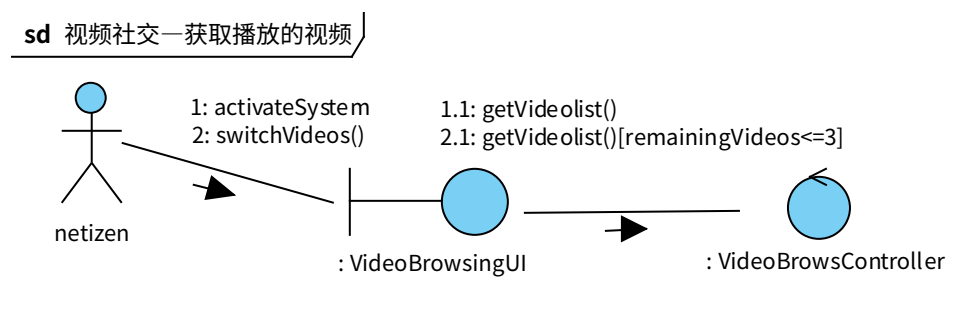 sd 视频社交—获取播放的视频
1: activateSystem
2: switchVideos()
1.1: getVideolist()
2.1: getVideolist()[remainingVideos<=3]
netizen
: VideoBrowsingUI
: VideoBrowsController